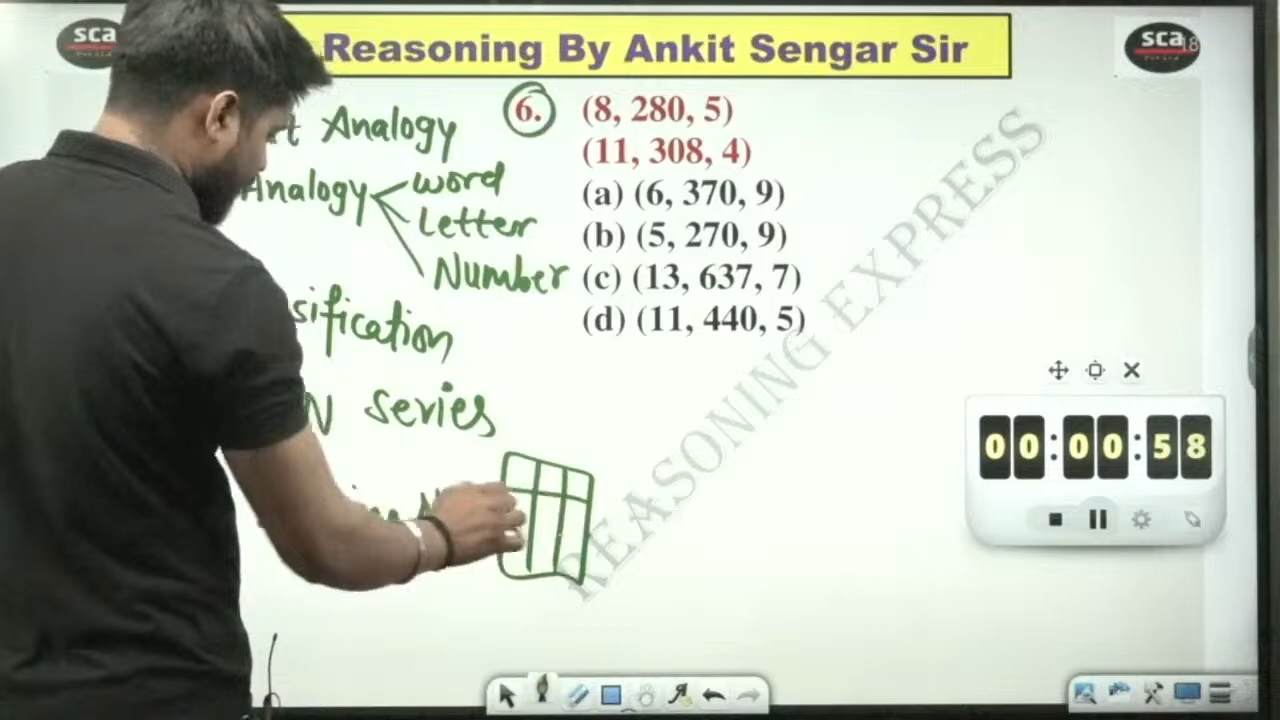 sca
Reasoning By Ankit Sengar Sir
sca
18
Analogy
Analogy
word
Letter
Number
6. (8, 280, 5)
(11, 308, 4)
(a) (6, 370, 9)
(b) (5, 270, 9)
(c) (13, 637, 7)
(d) (11, 440, 5)
sification
N series
REASONING EXPRESS
00:00:58